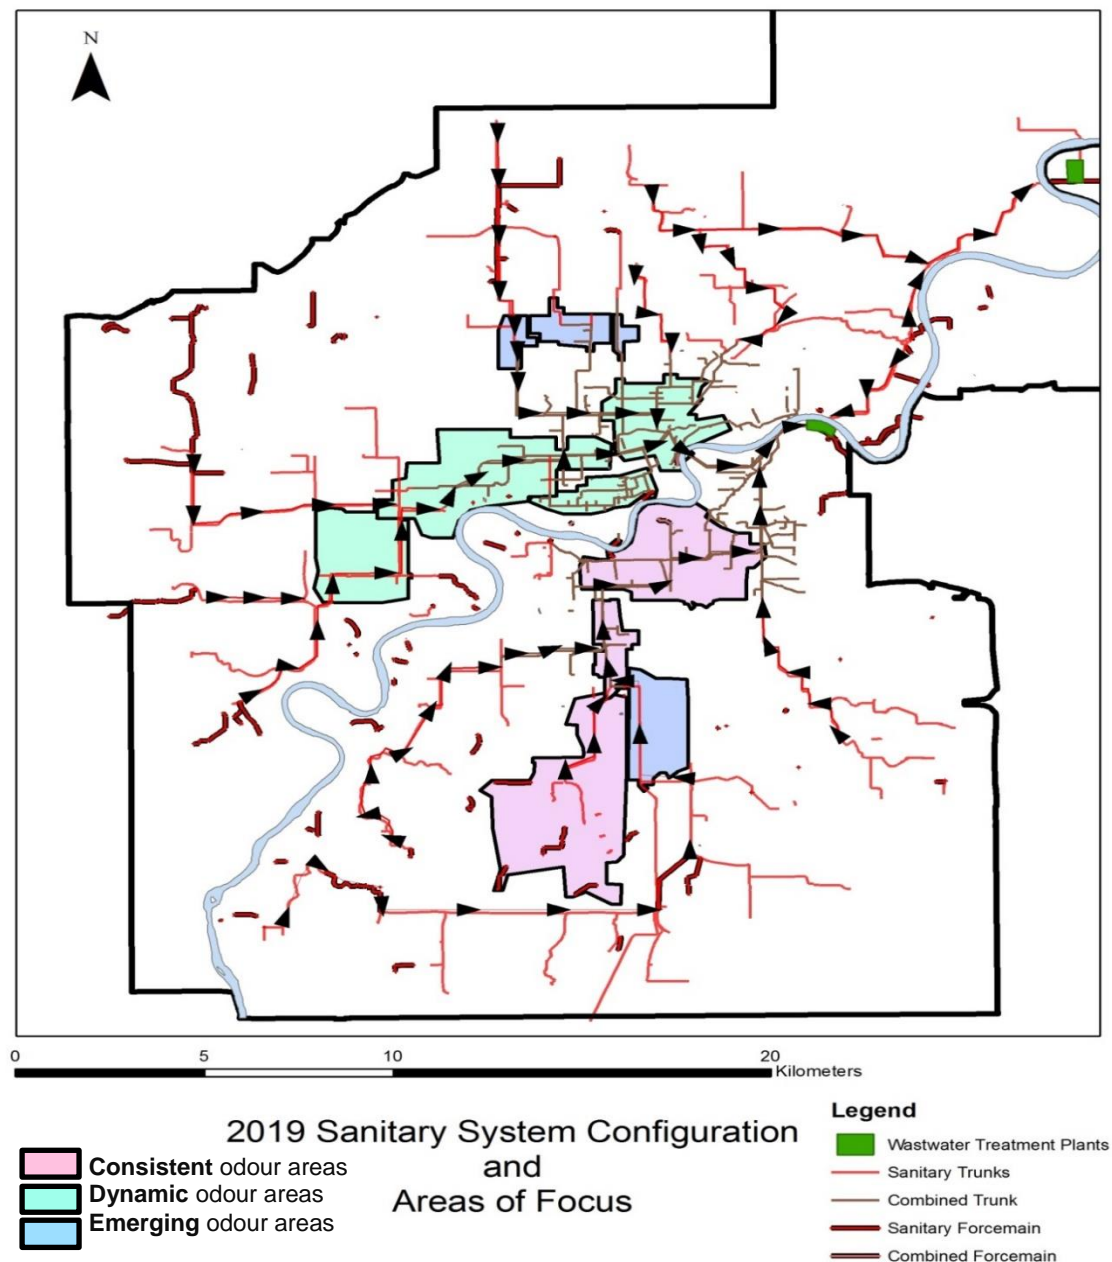 N
0 5 10 20
Kilometers
2019 Sanitary System Configuration
and
Areas of Focus
Consistent odour areas
Dynamic odour areas
Emerging odour areas
Legend
Wastwater Treatment Plants
Sanitary Trunks
Combined Trunk
Sanitary Forcemain
Combined Forcemain